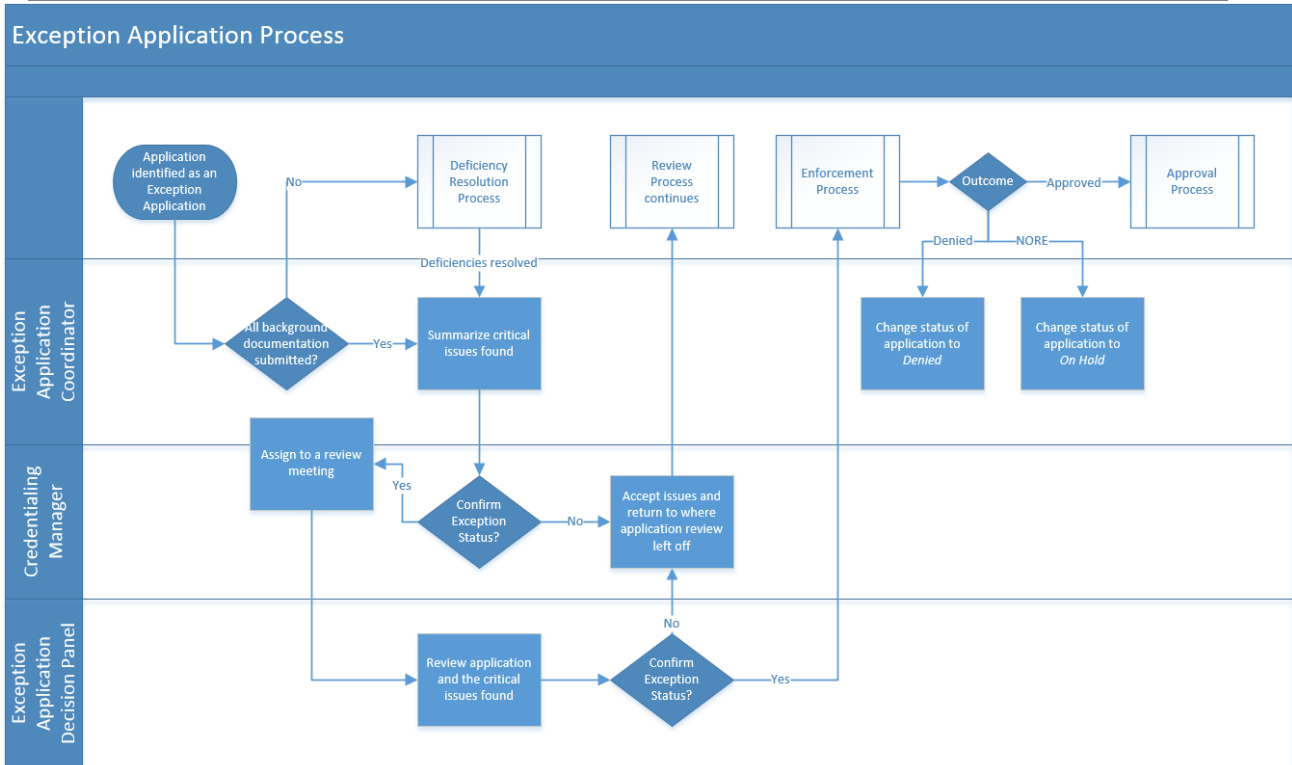 Exception Application Process
Application
identified as an
Exception
Application
No
Deficiency
Resolution
Process
Review
Process
continues
Enforcement
Process
Outcome
Approved
Approval
Process
Denied
NORE
Deficiencies resolved
Exception
Application
Coordinator
All background
documentation
submitted?
Yes
Summarize critical
issues found
Change status of
application to
Denied
Change status of
application to
On Hold
Assign to a review
meeting
Credentialing
Manager
Yes
Confirm
Exception
Status?
No
Accept issues and
return to where
application review
left off
Exception
Application
Decision Panel
Review application
and the critical
issues found
No
Confirm
Exception
Status?
Yes